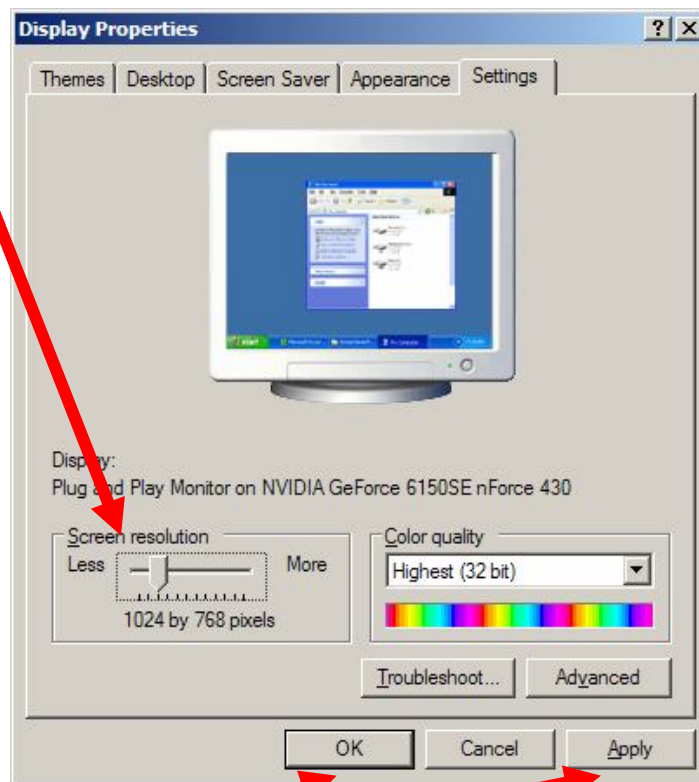 Display Properties
Themes Desktop Screen Saver Appearance Settings
start
Display:
Plug and Play Monitor on NVIDIA GeForce 6150SE nForce 430
Screen resolution
Less More
1024 by 768 pixels
Color quality
Highest (32 bit)
Troubleshoot... Advanced
OK Cancel Apply